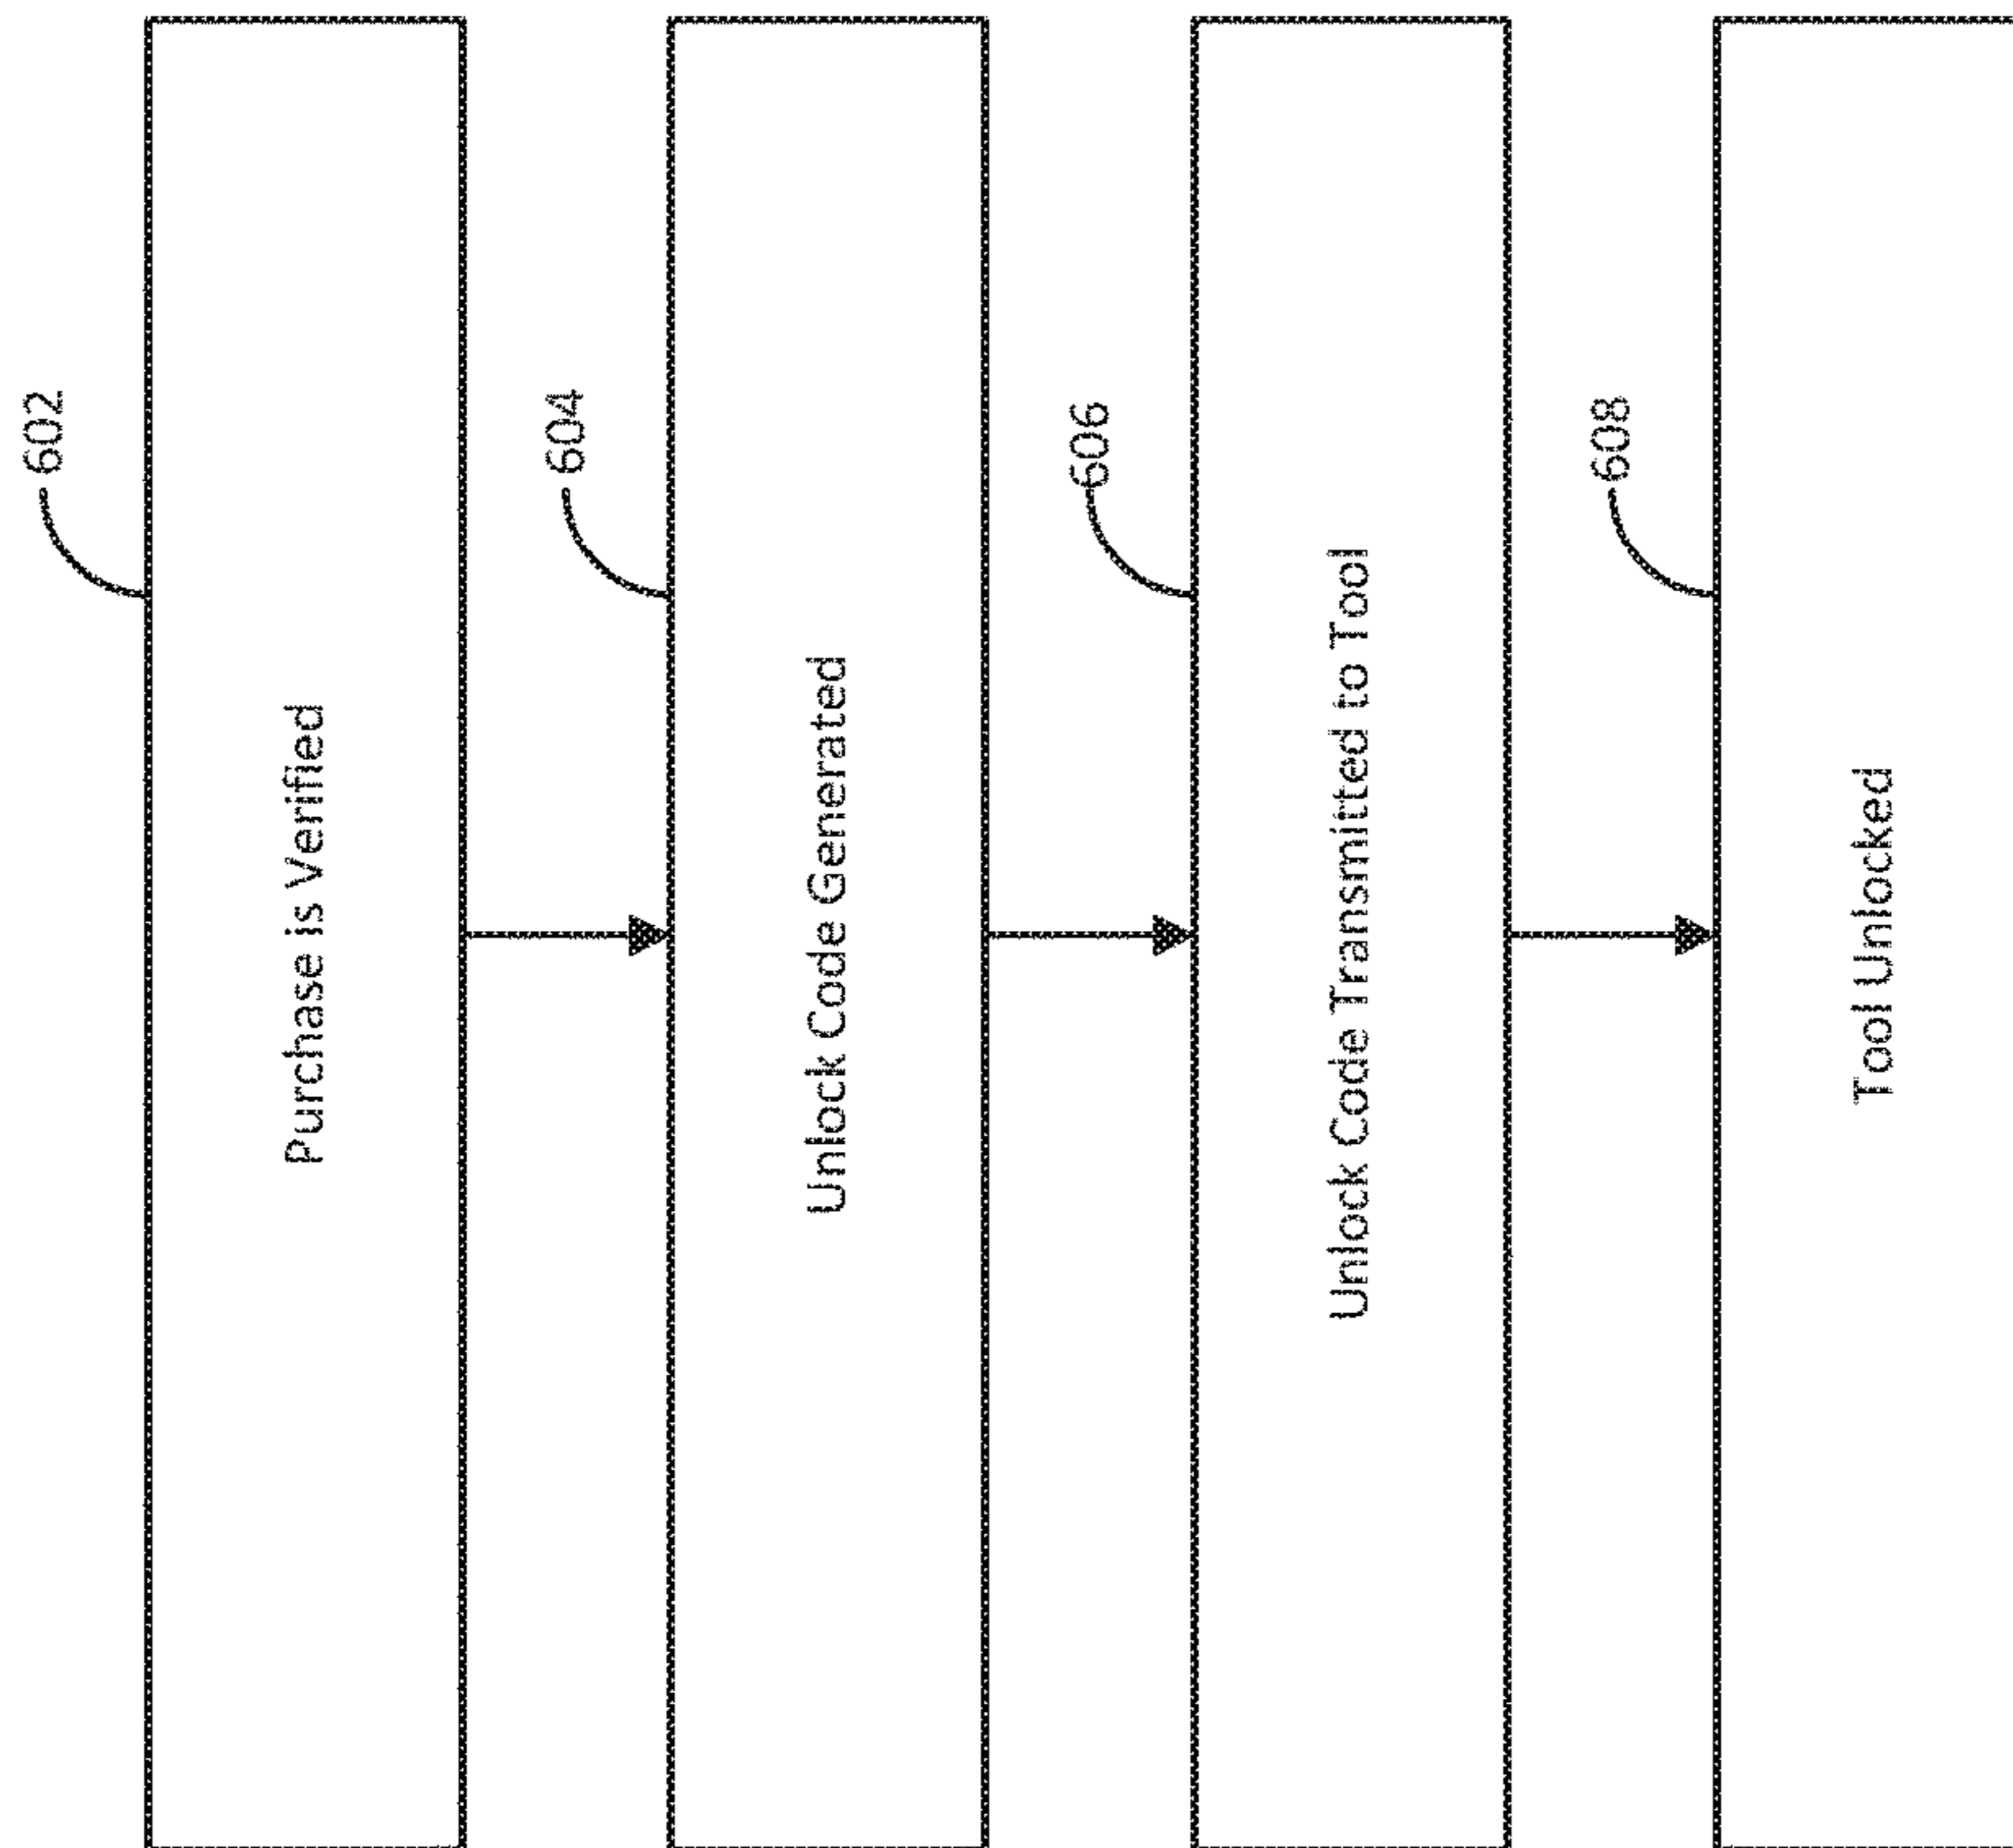 602
Purchase is Verified
604
Unlock Code Generated
606
Unlock Code Transmitted to Tool
608
Tool Unlocked